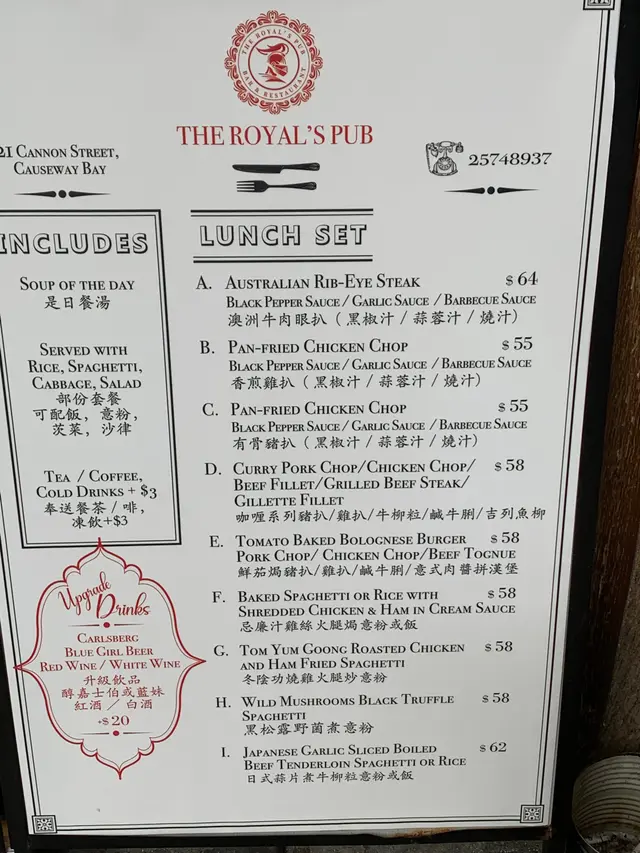 THE ROYAL'S PUB
BAR & RESTAURANT
THE ROYAL'S PUB
21 CANNON STREET,
CAUSEWAY BAY
25748937
INCLUDES
SOUP OF THE DAY
是日餐湯
SERVED WITH
RICE, SPAGHETTI,
CABBAGE, SALAD
部份套餐
可配飯，意粉，
茨菜，沙律
TEA / COFFEE,
COLD DRINKS + $3
奉送餐茶 / 啡，
凍飲+$3
Upgrade
Drinks
CARLSBERG
BLUE GIRL BEER
RED WINE / WHITE WINE
升級飲品
醇嘉士伯或藍妹
紅酒 / 白酒
+$ 20
LUNCH SET
A. AUSTRALIAN RIB-EYE STEAK $ 64
BLACK PEPPER SAUCE / GARLIC SAUCE / BARBECUE SAUCE
澳洲牛肉眼扒 ( 黑椒汁 / 蒜蓉汁 / 燒汁)
B. PAN-FRIED CHICKEN CHOP $ 55
BLACK PEPPER SAUCE / GARLIC SAUCE / BARBECUE SAUCE
香煎雞扒 ( 黑椒汁 / 蒜蓉汁 / 燒汁)
C. PAN-FRIED CHICKEN CHOP $ 55
BLACK PEPPER SAUCE / GARLIC SAUCE / BARBECUE SAUCE
有骨豬扒 ( 黑椒汁 / 蒜蓉汁 / 燒汁)
D. CURRY PORK CHOP/CHICKEN CHOP/ $ 58
BEEF FILLET/GRILLED BEEF STEAK/
GILLETTE FILLET
咖喱系列豬扒/雞扒/牛柳粒/鹹牛脷/吉列魚柳
E. TOMATO BAKED BOLOGNESE BURGER $ 58
PORK CHOP/ CHICKEN CHOP/BEEF TOGNUE
鮮茄焗豬扒/雞扒/鹹牛脷/意式肉醬拼漢堡
F. BAKED SPAGHETTI OR RICE WITH $ 58
SHREDDED CHICKEN & HAM IN CREAM SAUCE
忌廉汁雞絲火腿焗意粉或飯
G. TOM YUM GOONG ROASTED CHICKEN $ 58
AND HAM FRIED SPAGHETTI
冬陰功燒雞火腿炒意粉
H. WILD MUSHROOMS BLACK TRUFFLE $ 58
SPAGHETTI
黑松露野菌煮意粉
I. JAPANESE GARLIC SLICED BOILED $ 62
BEEF TENDERLOIN SPAGHETTI OR RICE
日式蒜片煮牛柳粒意粉或飯